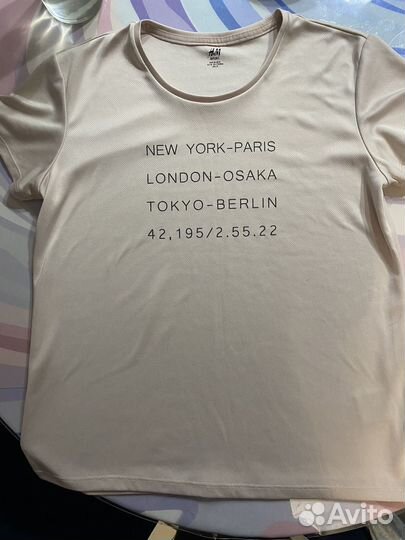 H&M
NEW YORK–PARIS
LONDON–OSAKA
TOKYO–BERLIN
42,195/2.55.22
Avito